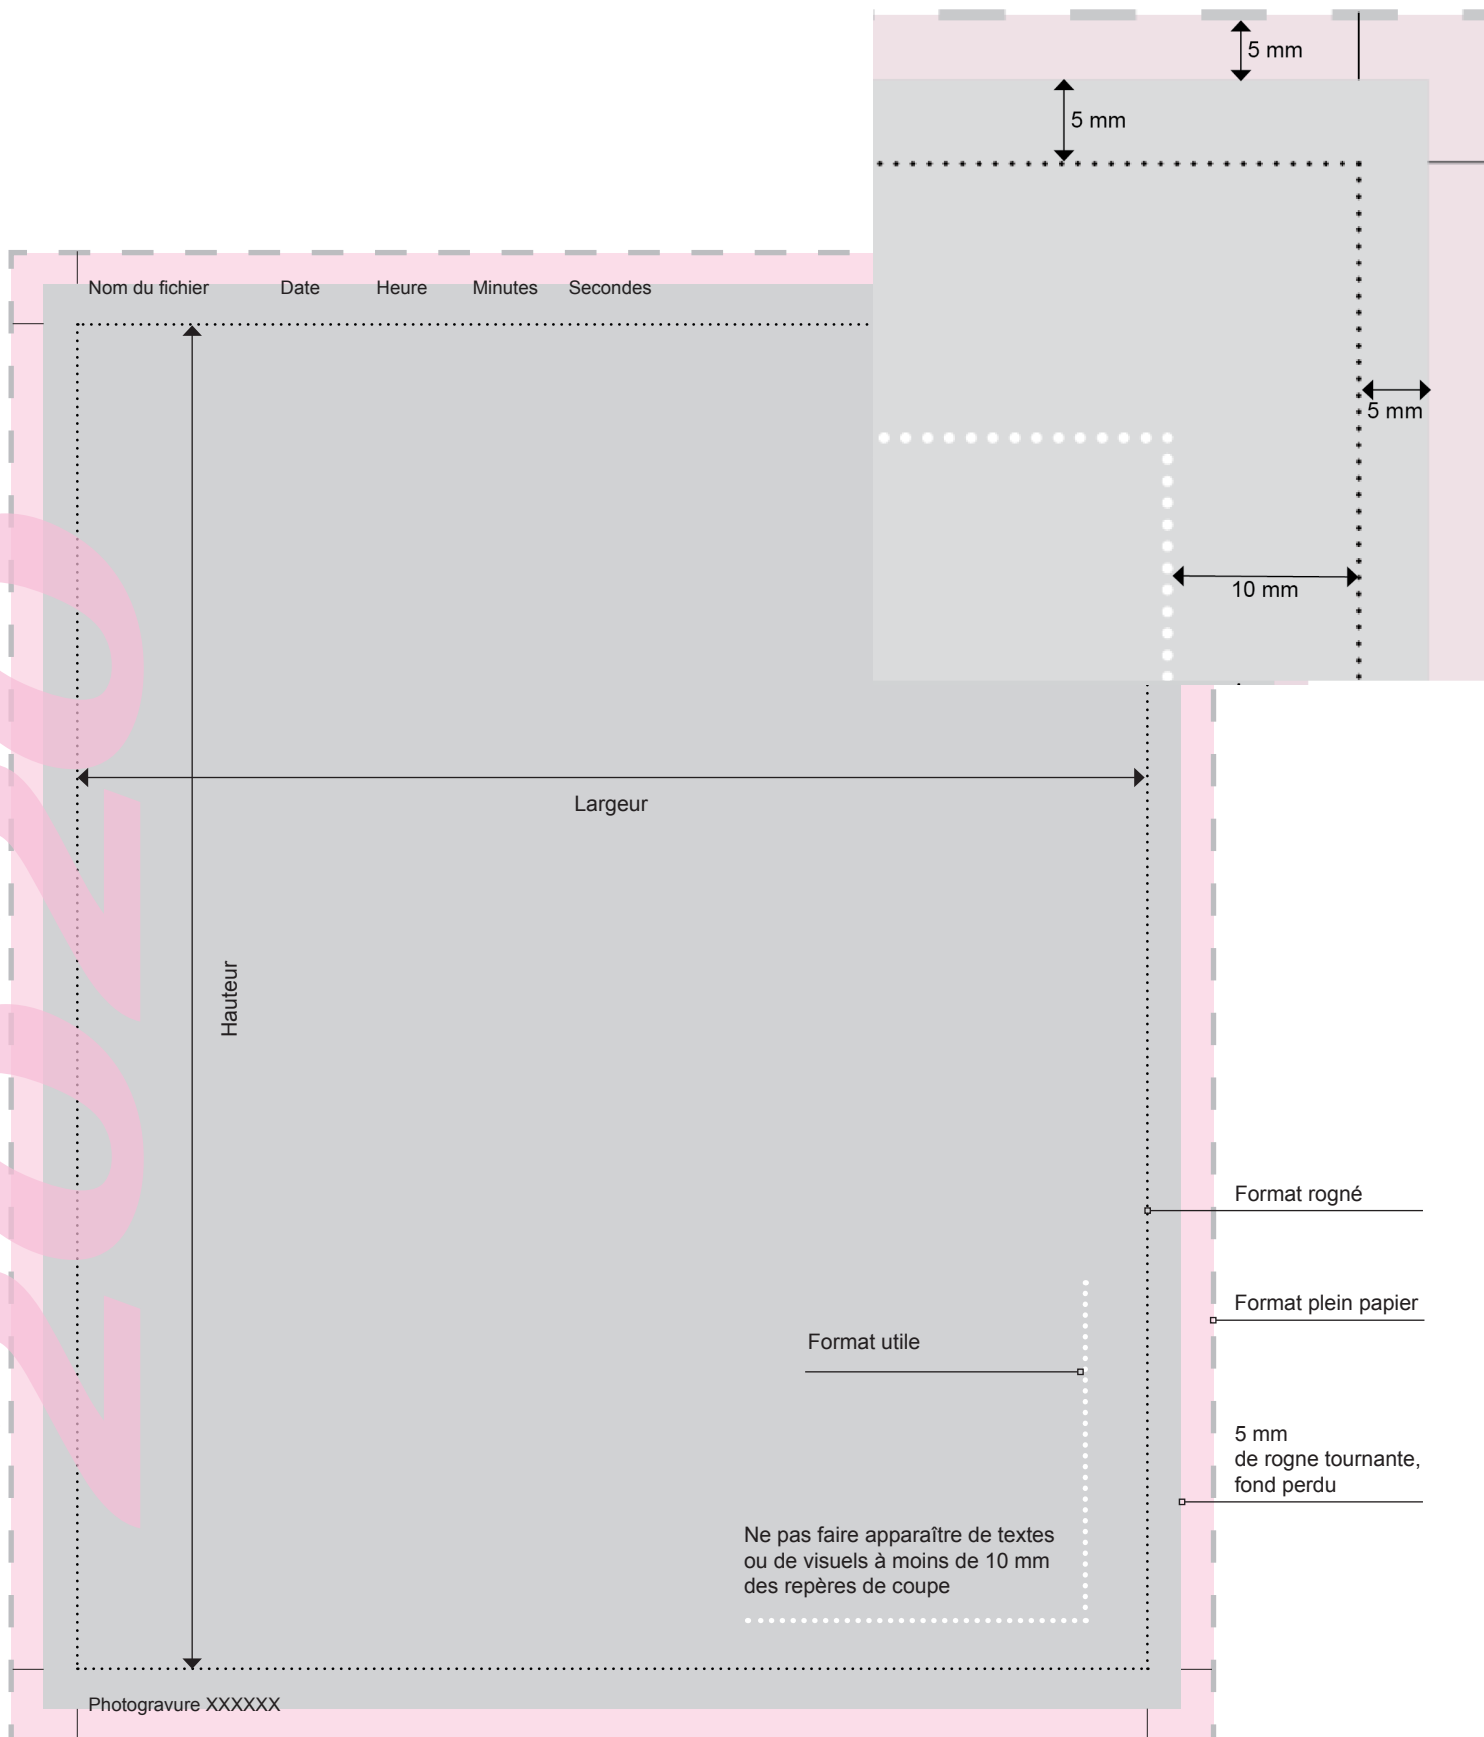 5 mm
5 mm
Nom du fichier Date Heure Minutes Secondes
5 mm
10 mm
Largeur
Hauteur
Format rogné
Format plein papier
Format utile
5 mm
de rogne tournante,
fond perdu
Ne pas faire apparaître de textes
ou de visuels à moins de 10 mm
des repères de coupe
Photogravure XXXXXX